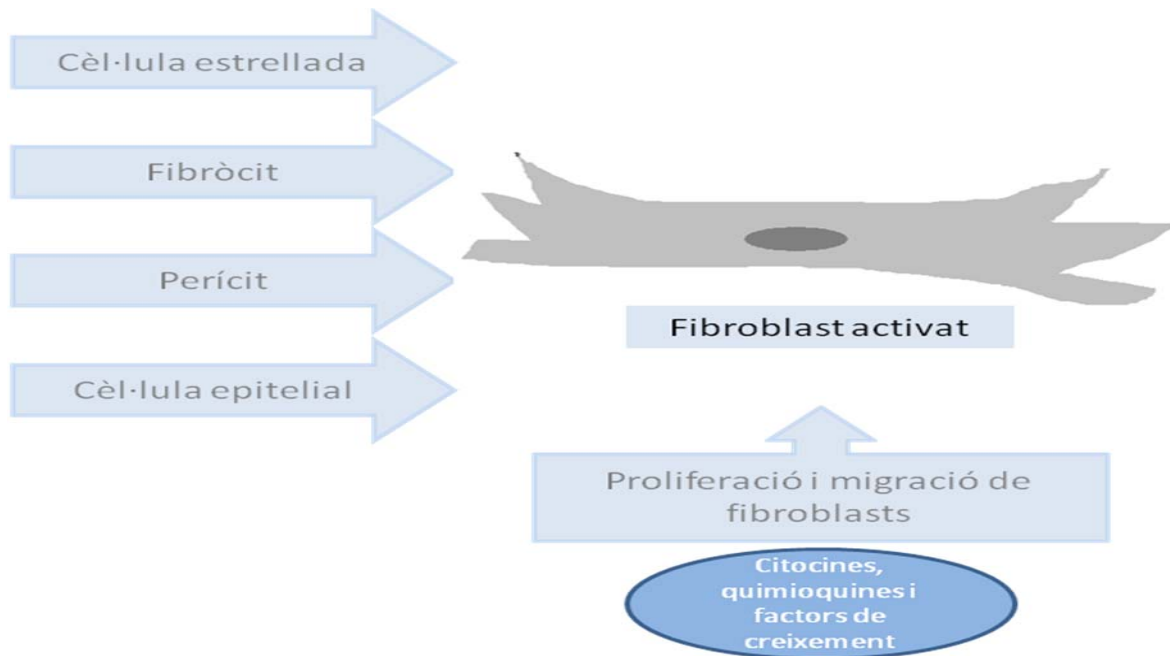 Cèl·lula estrellada
Fibròcit
Perícit
Cèl·lula epitelial
Fibroblast activat
Proliferació i migració de
fibroblasts
Citocines,
quimioquines i
factors de
creixement